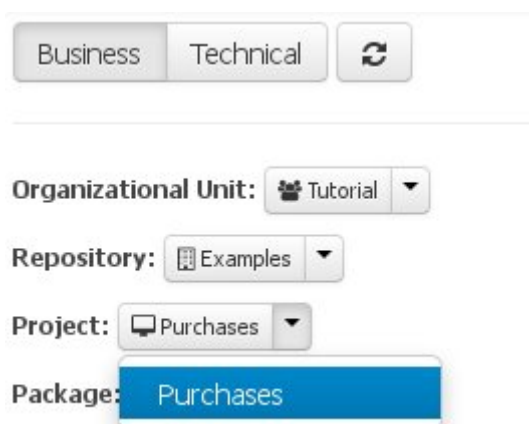 Business Technical
Organizational Unit: Tutorial
Repository: Examples
Project: Purchases
Package: Purchases